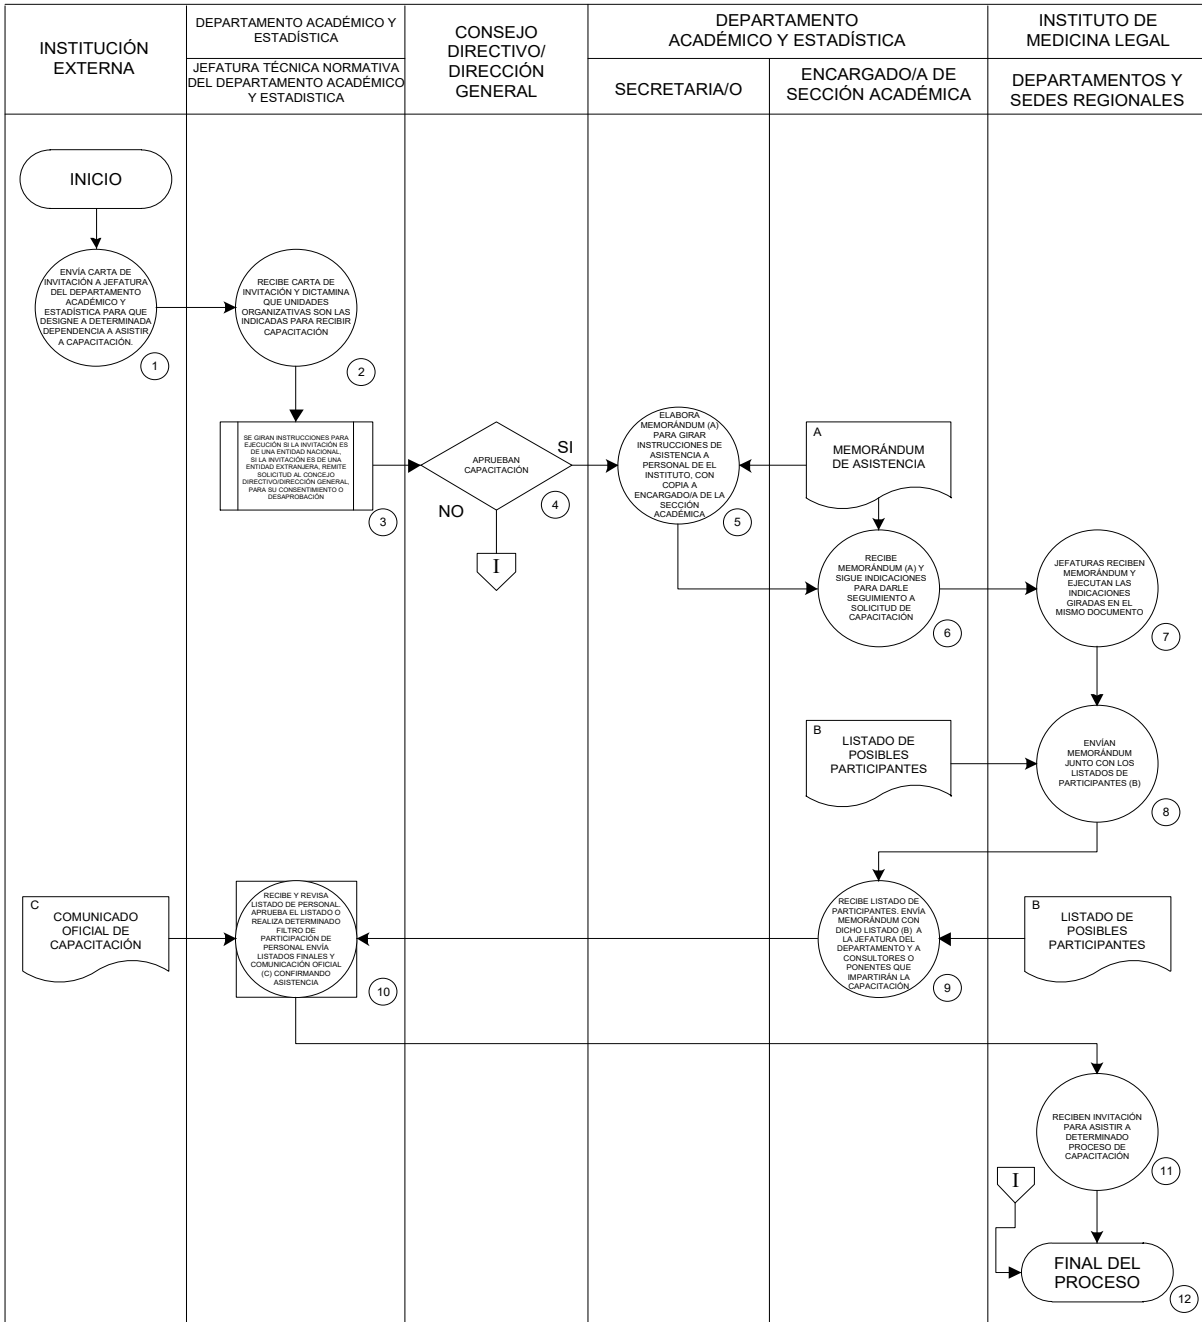 INSTITUCIÓN
EXTERNA
DEPARTAMENTO ACADÉMICO Y
ESTADÍSTICA
JEFATURA TÉCNICA NORMATIVA
DEL DEPARTAMENTO ACADÉMICO
Y ESTADISTICA
CONSEJO
DIRECTIVO/
DIRECCIÓN
GENERAL
DEPARTAMENTO
ACADÉMICO Y ESTADÍSTICA
SECRETARIA/O
ENCARGADO/A DE
SECCIÓN ACADÉMICA
INSTITUTO DE
MEDICINA LEGAL
DEPARTAMENTOS Y
SEDES REGIONALES
INICIO
ENVÍA CARTA DE
INVITACIÓN A JEFATURA
DEL DEPARTAMENTO
ACADÉMICO Y
ESTADÍSTICA PARA QUE
DESIGNE A DETERMINADA
DEPENDENCIA A ASISTIR
A CAPACITACIÓN.
1
RECIBE CARTA DE
INVITACIÓN Y DICTAMINA
QUE UNIDADES
ORGANIZATIVAS SON LAS
INDICADAS PARA RECIBIR
CAPACITACIÓN
2
SE GIRAN INSTRUCCIONES PARA
EJECUCIÓN SI LA INVITACIÓN ES
DE UNA ENTIDAD NACIONAL,
SI LA INVITACIÓN ES DE UNA
ENTIDAD EXTRANJERA, REMITE
SOLICITUD AL CONCEJO
DIRECTIVO/DIRECCIÓN GENERAL,
PARA SU CONSENTIMIENTO O
DESAPROBACIÓN
3
APRUEBAN
CAPACITACIÓN
SI
NO
4
I
ELABORA
MEMORÁNDUM (A)
PARA GIRAR
INSTRUCCIONES DE
ASISTENCIA A
PERSONAL DE EL
INSTITUTO, CON
COPIA A
ENCARGADO/A DE LA
SECCIÓN
ACADÉMICA
5
A
MEMORÁNDUM
DE ASISTENCIA
RECIBE
MEMORÁNDUM (A) Y
SIGUE INDICACIONES
PARA DARLE
SEGUIMIENTO A
SOLICITUD DE
CAPACITACIÓN
6
JEFATURAS RECIBEN
MEMORÁNDUM Y
EJECUTAN LAS
INDICACIONES
GIRADAS EN EL
MISMO DOCUMENTO
7
B
LISTADO DE
POSIBLES
PARTICIPANTES
ENVÍAN
MEMORÁNDUM
JUNTO CON LOS
LISTADOS DE
PARTICIPANTES (B)
8
C
COMUNICADO
OFICIAL DE
CAPACITACIÓN
RECIBE Y REVISA
LISTADO DE PERSONAL.
APRUEBA EL LISTADO O
REALIZA DETERMINADO
FILTRO DE
PARTICIPACIÓN DE
PERSONAL ENVÍA
LISTADOS FINALES Y
COMUNICACIÓN OFICIAL
(C) CONFIRMANDO
ASISTENCIA
10
RECIBE LISTADO DE
PARTICIPANTES. ENVÍA
MEMORÁNDUM CON
DICHO LISTADO (B) A
LA JEFATURA DEL
DEPARTAMENTO Y A
CONSULTORES O
PONENTES QUE
IMPARTIRÁN LA
CAPACITACIÓN
9
B
LISTADO DE
POSIBLES
PARTICIPANTES
RECIBEN INVITACIÓN
PARA ASISTIR A
DETERMINADO
PROCESO DE
CAPACITACIÓN
11
I
FINAL DEL
PROCESO
12